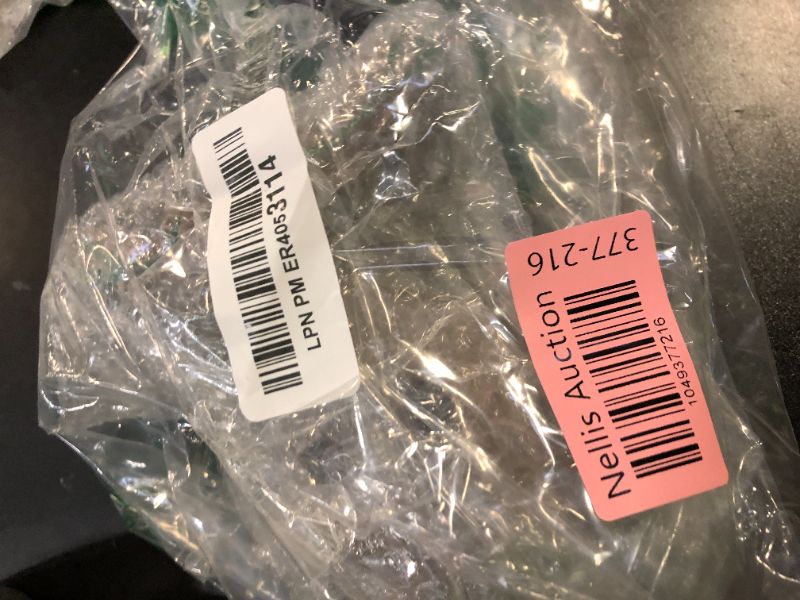 LPN PM ER4053114
377-216
Nellis Auction
1049377216